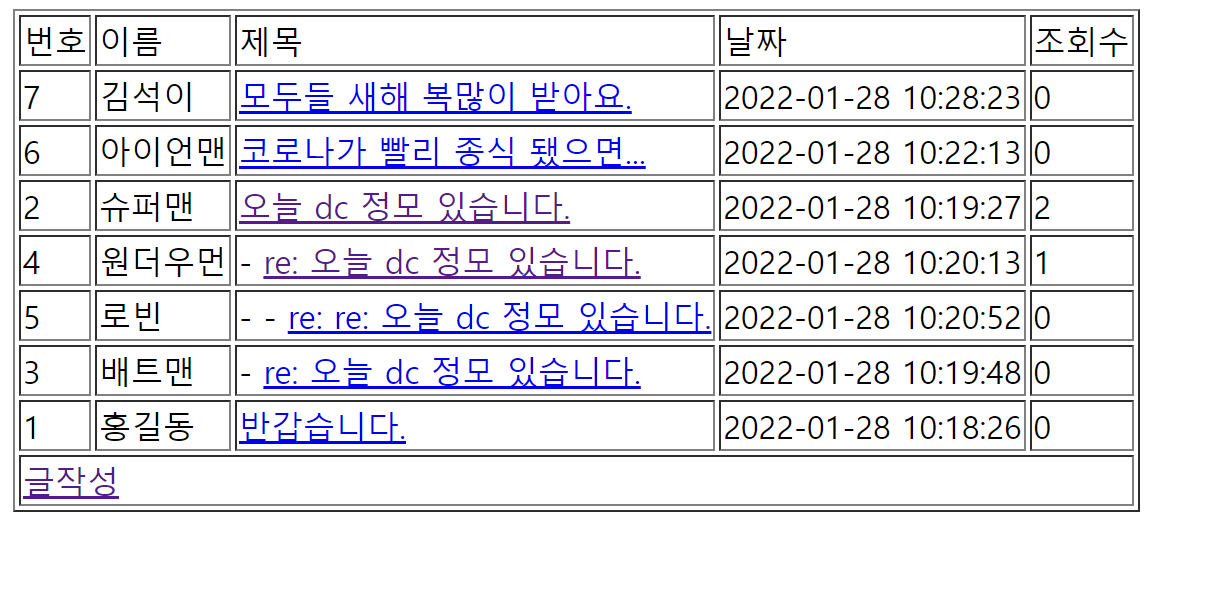 번호 이름 제목 날짜 조회수
7 김석이 모두들 새해 복많이 받아요. 2022-01-28 10:28:23 0
6 아이언맨 코로나가 빨리 종식 됐으면... 2022-01-28 10:22:13 0
2 슈퍼맨 오늘 dc 정모 있습니다. 2022-01-28 10:19:27 2
4 원더우먼 - re: 오늘 dc 정모 있습니다. 2022-01-28 10:20:13 1
5 로빈 - - re: re: 오늘 dc 정모 있습니다. 2022-01-28 10:20:52 0
3 배트맨 - re: 오늘 dc 정모 있습니다. 2022-01-28 10:19:48 0
1 홍길동 반갑습니다. 2022-01-28 10:18:26 0
글작성